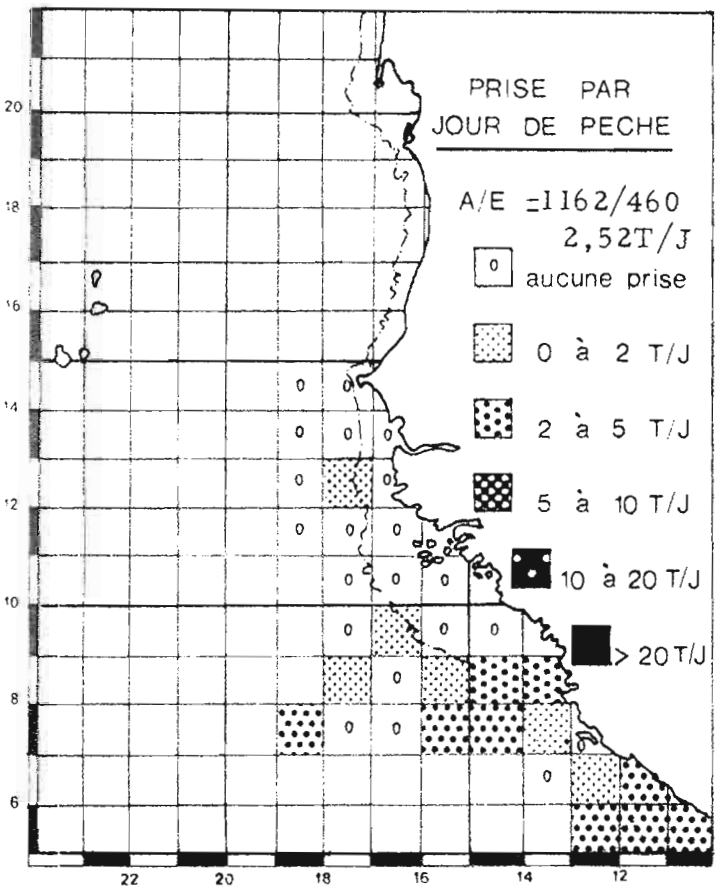 PRISE PAR
JOUR DE PECHE
A/E =1162/460
2,52T/J
0 aucune prise
0 à 2 T/J
2 à 5 T/J
5 à 10 T/J
10 à 20 T/J
> 20 T/J
20
18
16
14
0 0
0 0 0
0 0
12
0 0 0
0 0 0
10
0 0 0
0
8
0 0
0
6
22 20 18 16 14 12